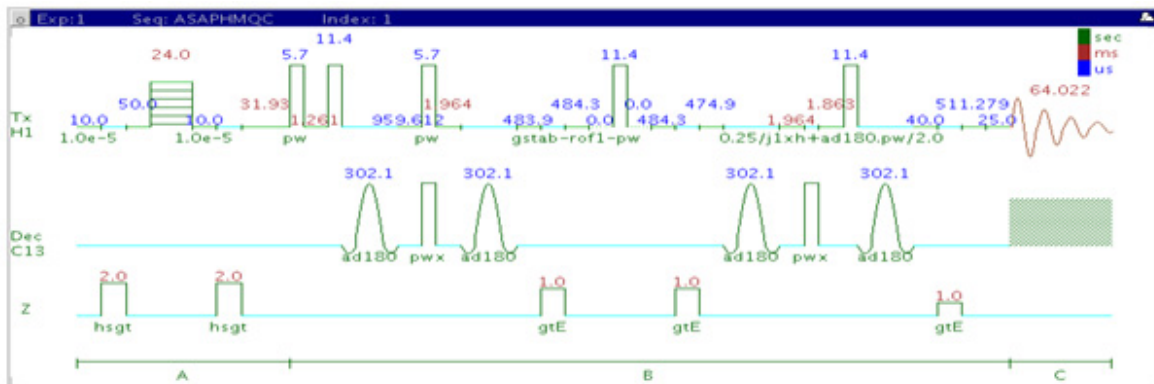 Exp:1 Seq: ASAPHMQC Index: 1
sec
ms
us
24.0 5.7 11.4 5.7 11.4 11.4 64.022
50.0 31.93 1.964 484.3 0.0 474.9 1.863 511.279
Tx 10.0 10.0 1.261 959.612 483.9 0.0 484.3 1.964 40.0 25.0
H1 1.0e-5 1.0e-5 pw pw gstab-rof1-pw 0.25/j1xh+ad180.pw/2.0
302.1 302.1 302.1 302.1
Dec
C13 ad180 pwx ad180 ad180 pwx ad180
2.0 2.0 1.0 1.0 1.0
Z
hsgt hsgt gtE gtE gtE
A B C